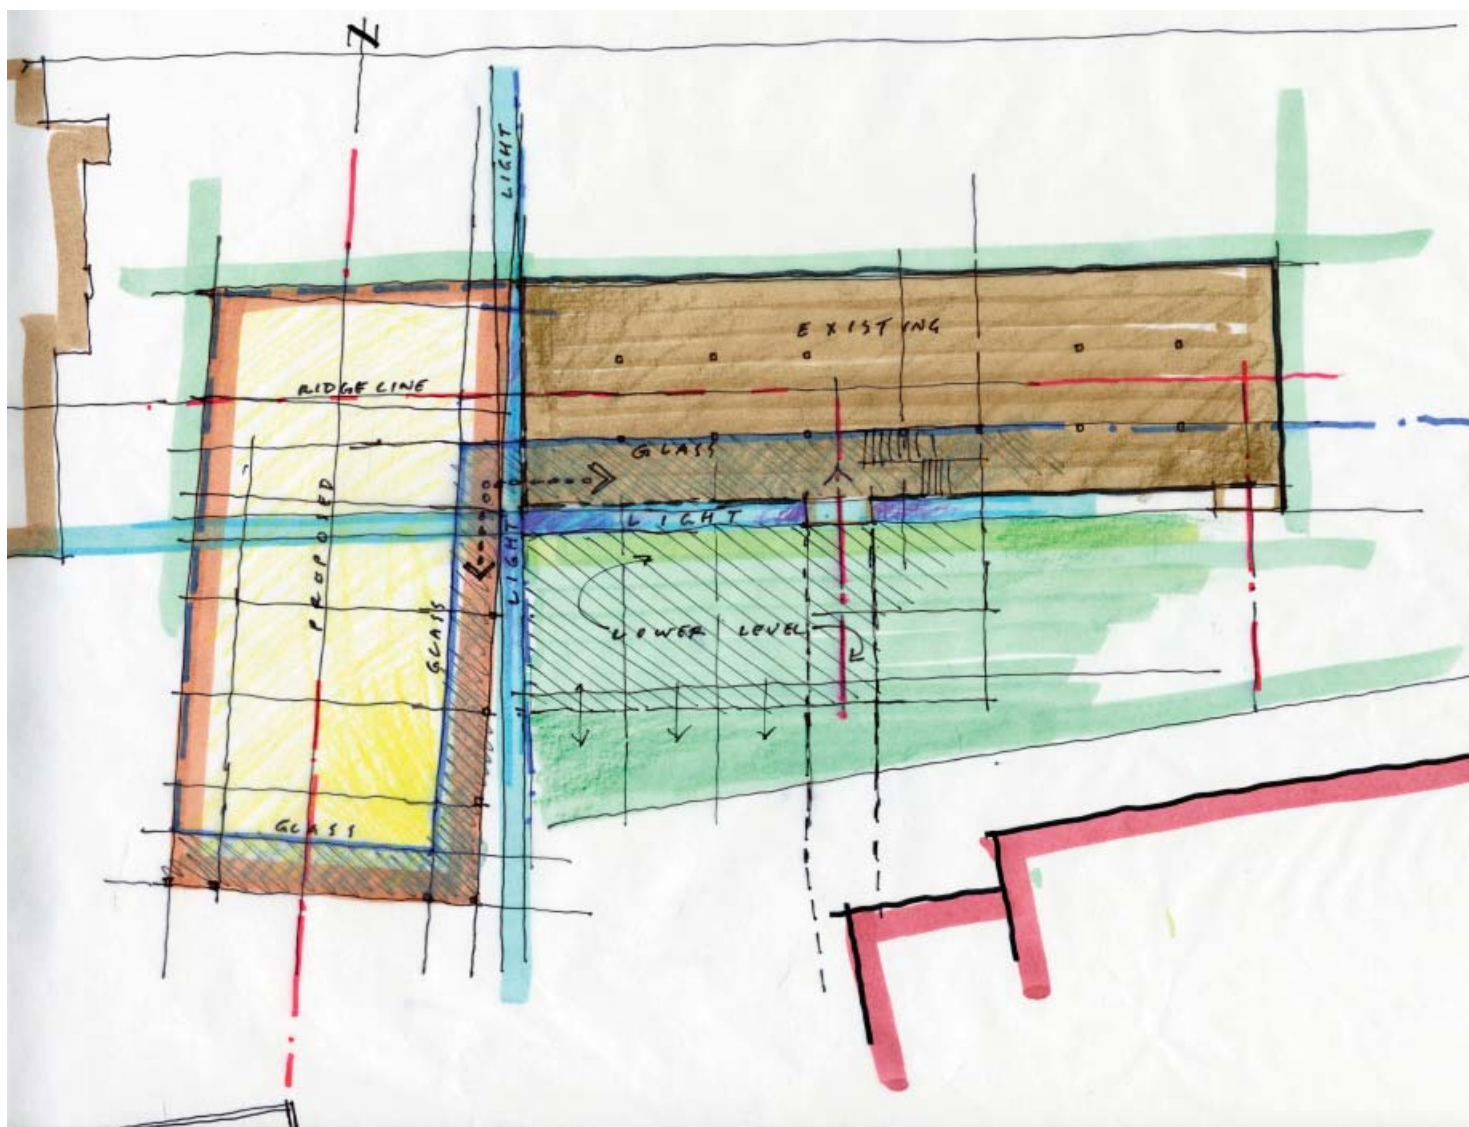 N
LIGHT
EXISTING
RIDGE LINE
GLASS
PROPOSED
LIGHT
LIGHT
GLASS
LOWER LEVEL
GLASS